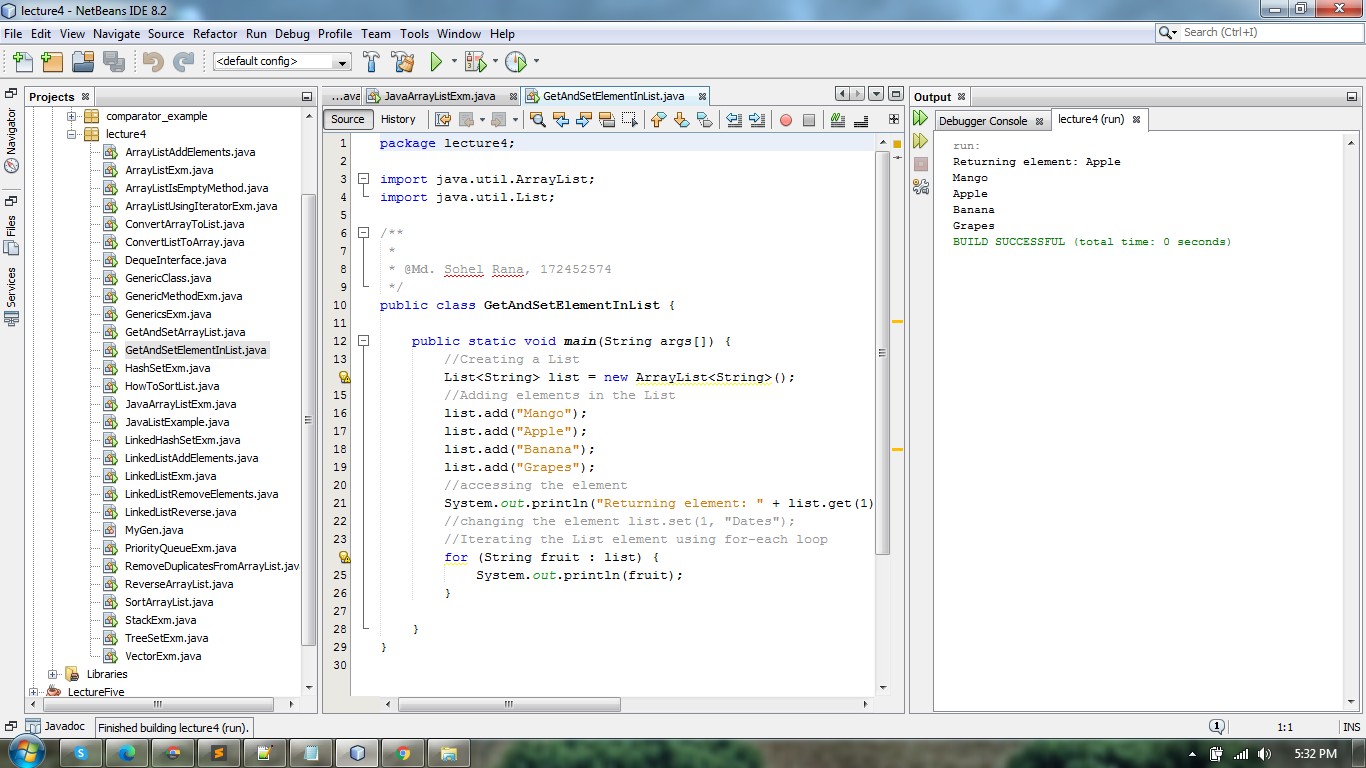 lecture4 - NetBeans IDE 8.2
File Edit View Navigate Source Refactor Run Debug Profile Team Tools Window Help
Search (Ctrl+I)
<default config>
Projects
comparator_example
lecture4
ArrayListAddElements.java
ArrayListExm.java
ArrayListIsEmptyMethod.java
ArrayListUsingIteratorExm.java
ConvertArrayToList.java
ConvertListToArray.java
DequeInterface.java
GenericClass.java
GenericMethodExm.java
GenericsExm.java
GetAndSetArrayList.java
GetAndSetElementInList.java
HashSetExm.java
HowToSortList.java
JavaArrayListExm.java
JavaListExample.java
LinkedHashSetExm.java
LinkedListAddElements.java
LinkedListExm.java
LinkedListRemoveElements.java
LinkedListReverse.java
MyGen.java
PriorityQueueExm.java
RemoveDuplicatesFromArrayList.java
ReverseArrayList.java
SortArrayList.java
StackExm.java
TreeSetExm.java
VectorExm.java
Libraries
LectureFive
Navigator
Files
Services
...ava JavaArrayListExm.java GetAndSetElementInList.java
Source History
1 package lecture4;
2
3 import java.util.ArrayList;
4 import java.util.List;
5
6 /**
7 *
8 * @Md. Sohel Rana, 172452574
9 */
10 public class GetAndSetElementInList {
11
12 public static void main(String args[]) {
13 //Creating a List
List<String> list = new ArrayList<String>();
15 //Adding elements in the List
16 list.add("Mango");
17 list.add("Apple");
18 list.add("Banana");
19 list.add("Grapes");
20 //accessing the element
21 System.out.println("Returning element: " + list.get(1)
22 //changing the element list.set(1, "Dates");
23 //Iterating the List element using for-each loop
for (String fruit : list) {
25 System.out.println(fruit);
26 }
27
28 }
29 }
30
Output
Debugger Console lecture4 (run)
run:
Returning element: Apple
Mango
Apple
Banana
Grapes
BUILD SUCCESSFUL (total time: 0 seconds)
Javadoc Finished building lecture4 (run).
1 1:1 INS
5:32 PM